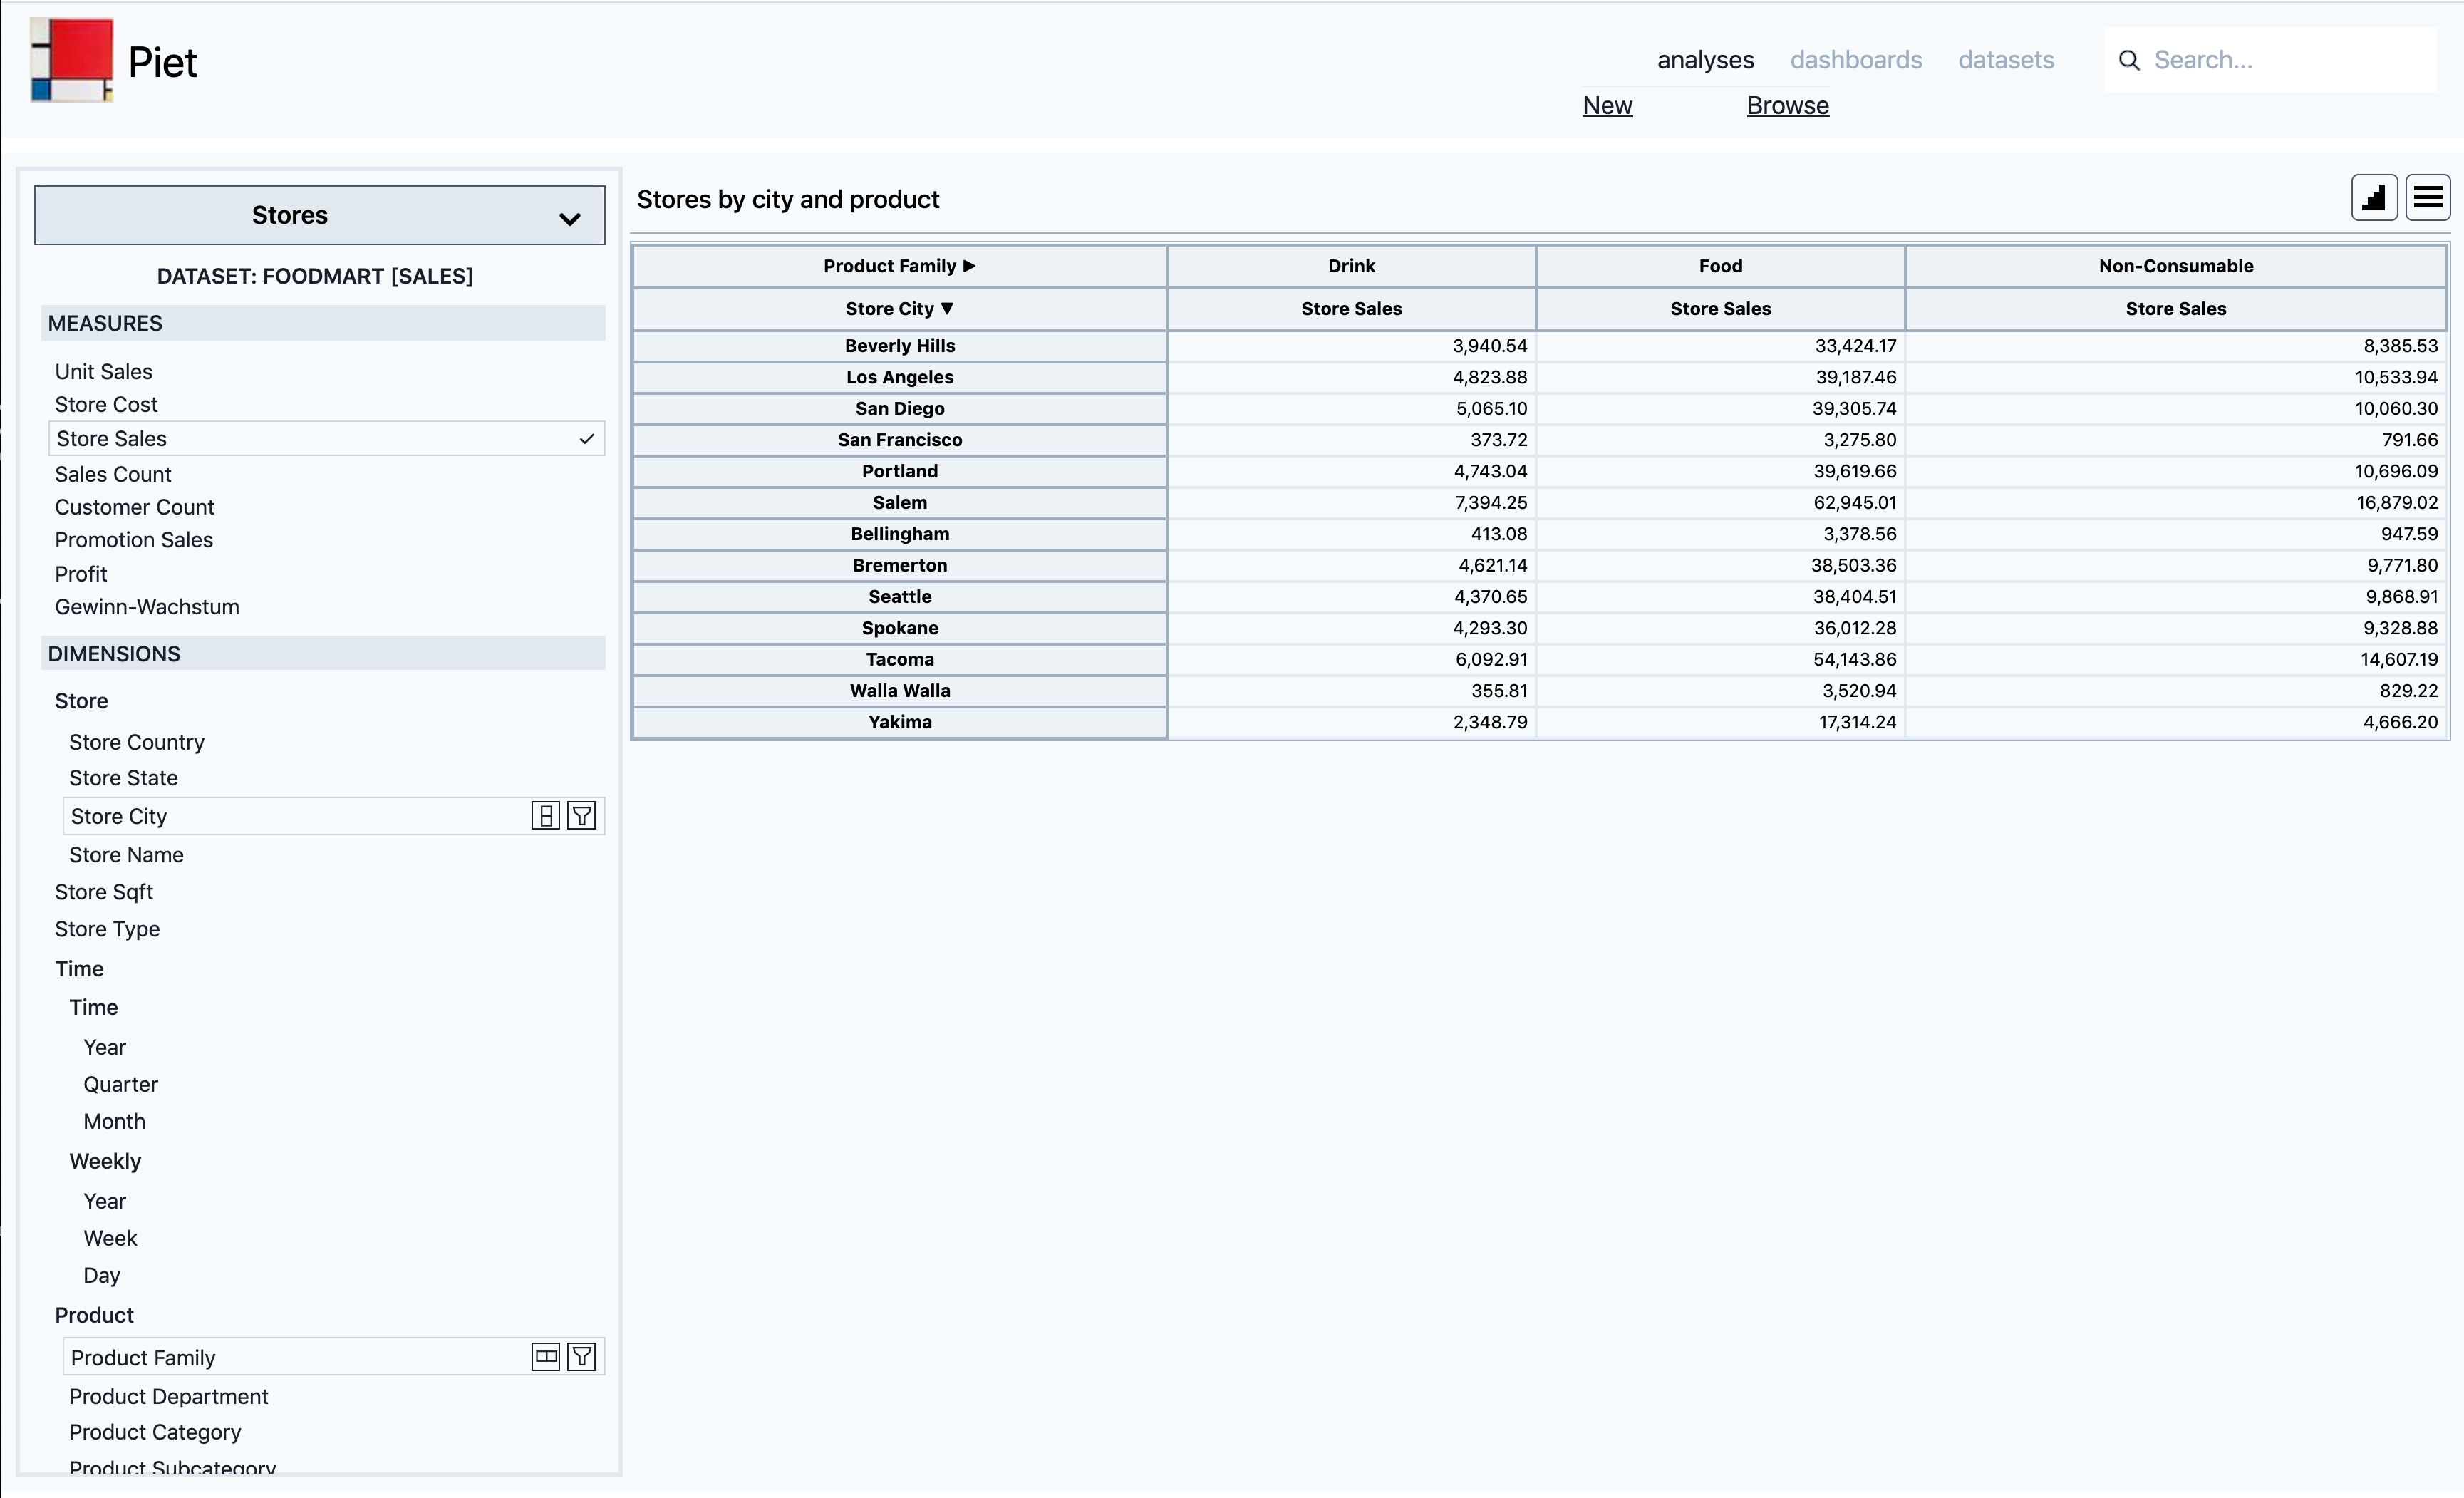 Piet
analyses dashboards datasets Search...
New Browse
Stores
DATASET: FOODMART [SALES]
MEASURES
Unit Sales
Store Cost
Store Sales
Sales Count
Customer Count
Promotion Sales
Profit
Gewinn-Wachstum
DIMENSIONS
Store
Store Country
Store State
Store City
Store Name
Store Sqft
Store Type
Time
Time
Year
Quarter
Month
Weekly
Year
Week
Day
Product
Product Family
Product Department
Product Category
Product Subcategory
Stores by city and product
Product Family ▶ Drink Food Non-Consumable
Store City ▼ Store Sales Store Sales Store Sales
Beverly Hills 3,940.54 33,424.17 8,385.53
Los Angeles 4,823.88 39,187.46 10,533.94
San Diego 5,065.10 39,305.74 10,060.30
San Francisco 373.72 3,275.80 791.66
Portland 4,743.04 39,619.66 10,696.09
Salem 7,394.25 62,945.01 16,879.02
Bellingham 413.08 3,378.56 947.59
Bremerton 4,621.14 38,503.36 9,771.80
Seattle 4,370.65 38,404.51 9,868.91
Spokane 4,293.30 36,012.28 9,328.88
Tacoma 6,092.91 54,143.86 14,607.19
Walla Walla 355.81 3,520.94 829.22
Yakima 2,348.79 17,314.24 4,666.20